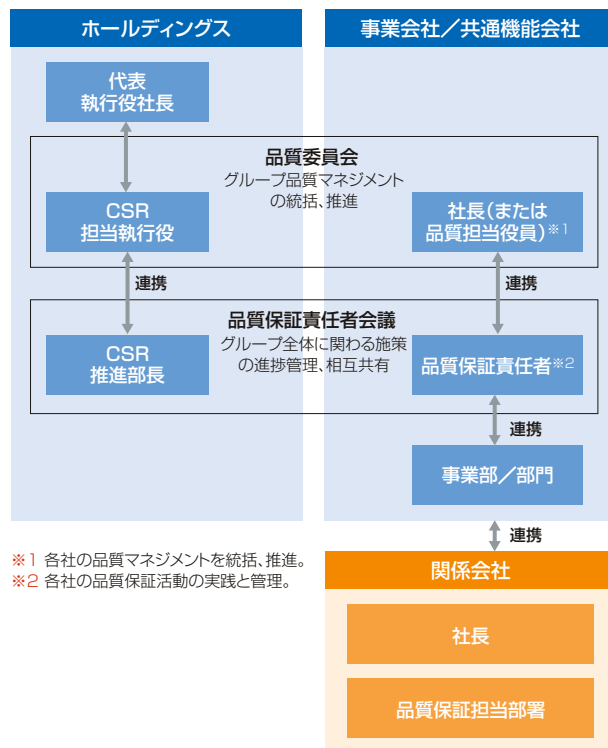 ホールディングス
事業会社／共通機能会社
代表
執行役社長
品質委員会
グループ品質マネジメント
の統括、推進
CSR
担当執行役
社長（または
品質担当役員）※1
連携
連携
品質保証責任者会議
グループ全体に関わる施策
の進捗管理、相互共有
CSR
推進部長
品質保証責任者※2
連携
事業部／部門
連携
※1 各社の品質マネジメントを統括、推進。
※2 各社の品質保証活動の実践と管理。
関係会社
社長
品質保証担当部署